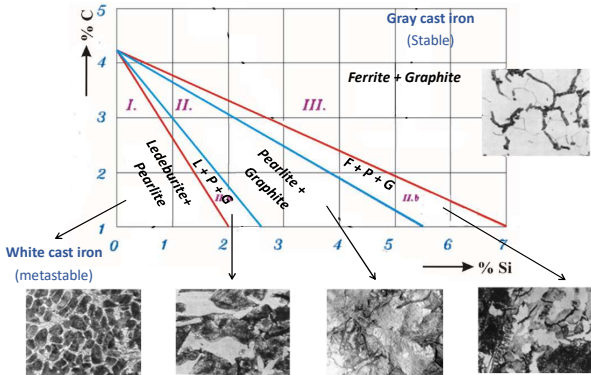 % C
5
4
3
2
1
0
1
2
3
4
5
6
7
% Si
Gray cast iron
(Stable)
Ferrite + Graphite
I.
II.
III.
Ledeburite+
Pearlite
L + P + G
Pearlite +
Graphite
F + P + G
II.b
White cast iron
(metastable)